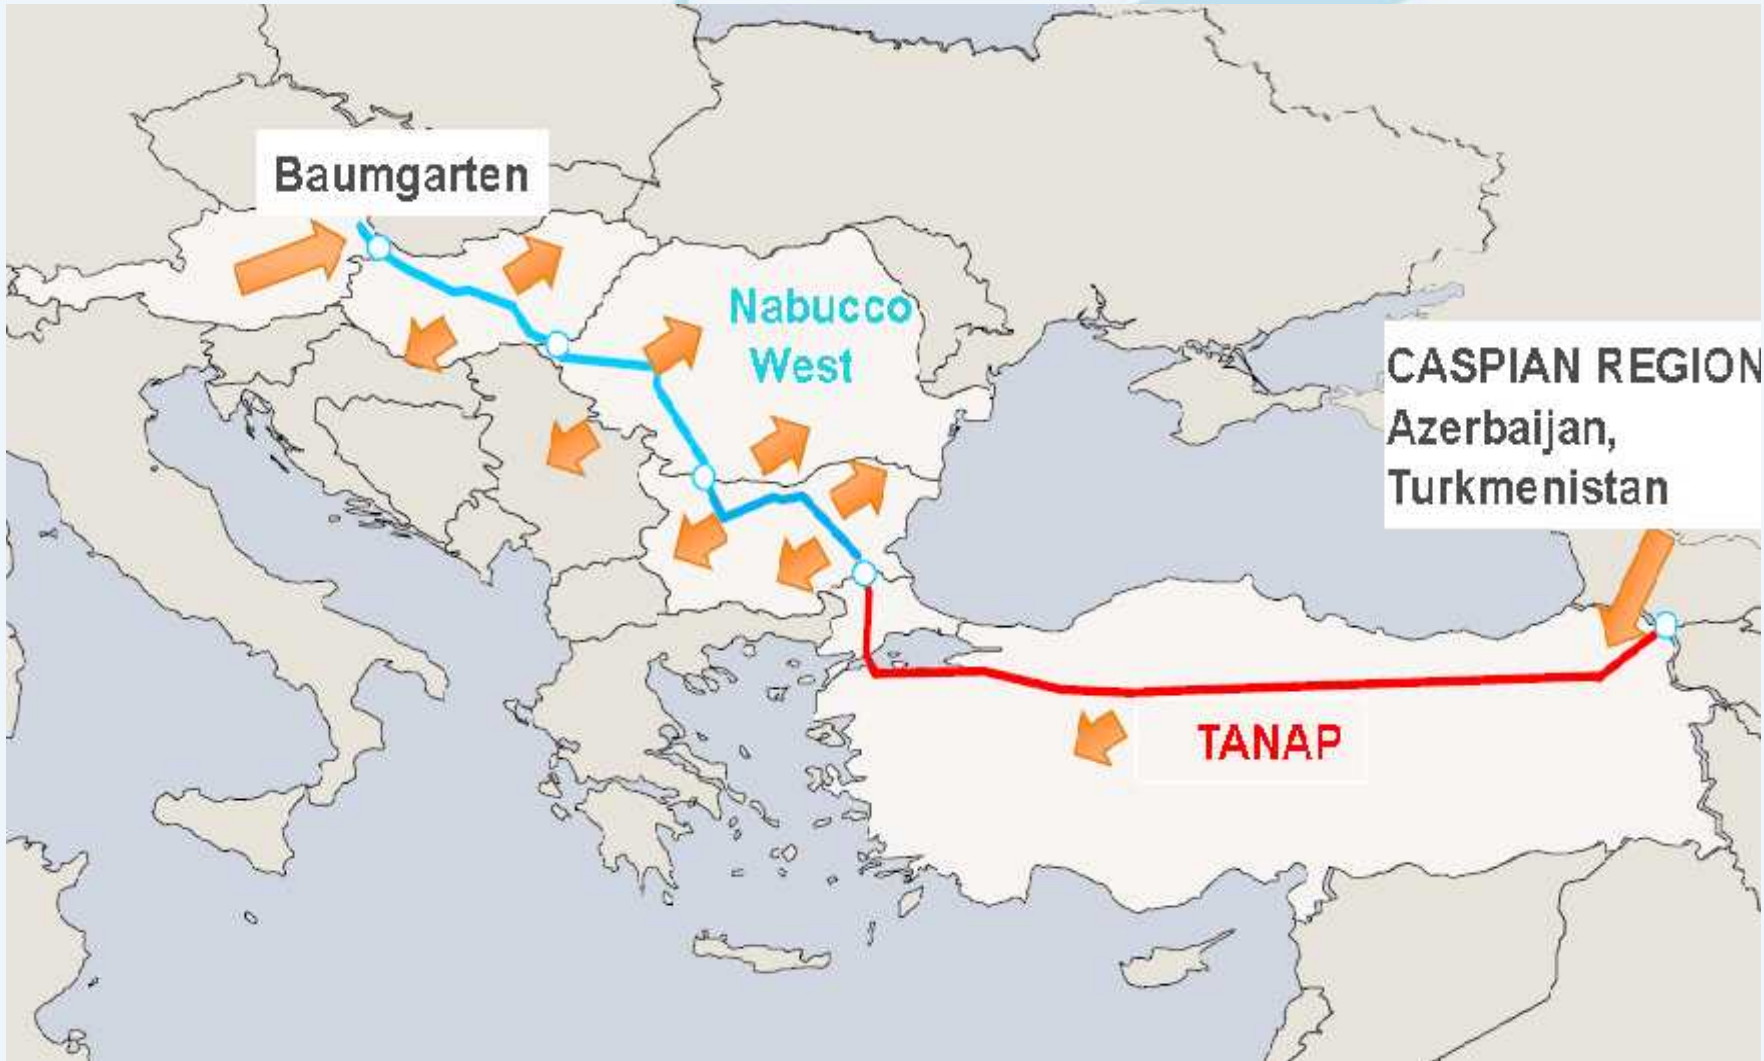 Baumgarten
Nabucco
West
CASPIAN REGION
Azerbaijan,
Turkmenistan
TANAP